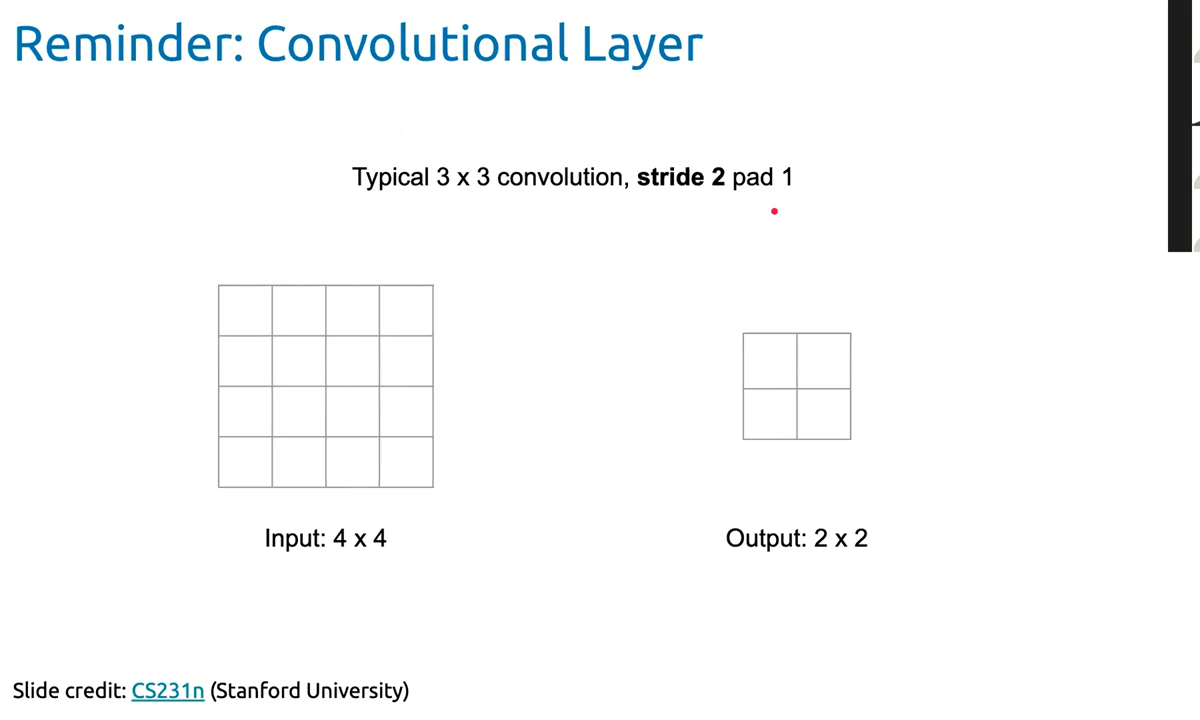 Reminder: Convolutional Layer
Typical 3 x 3 convolution, stride 2 pad 1
Input: 4 x 4
Output: 2 x 2
Slide credit: CS231n (Stanford University)